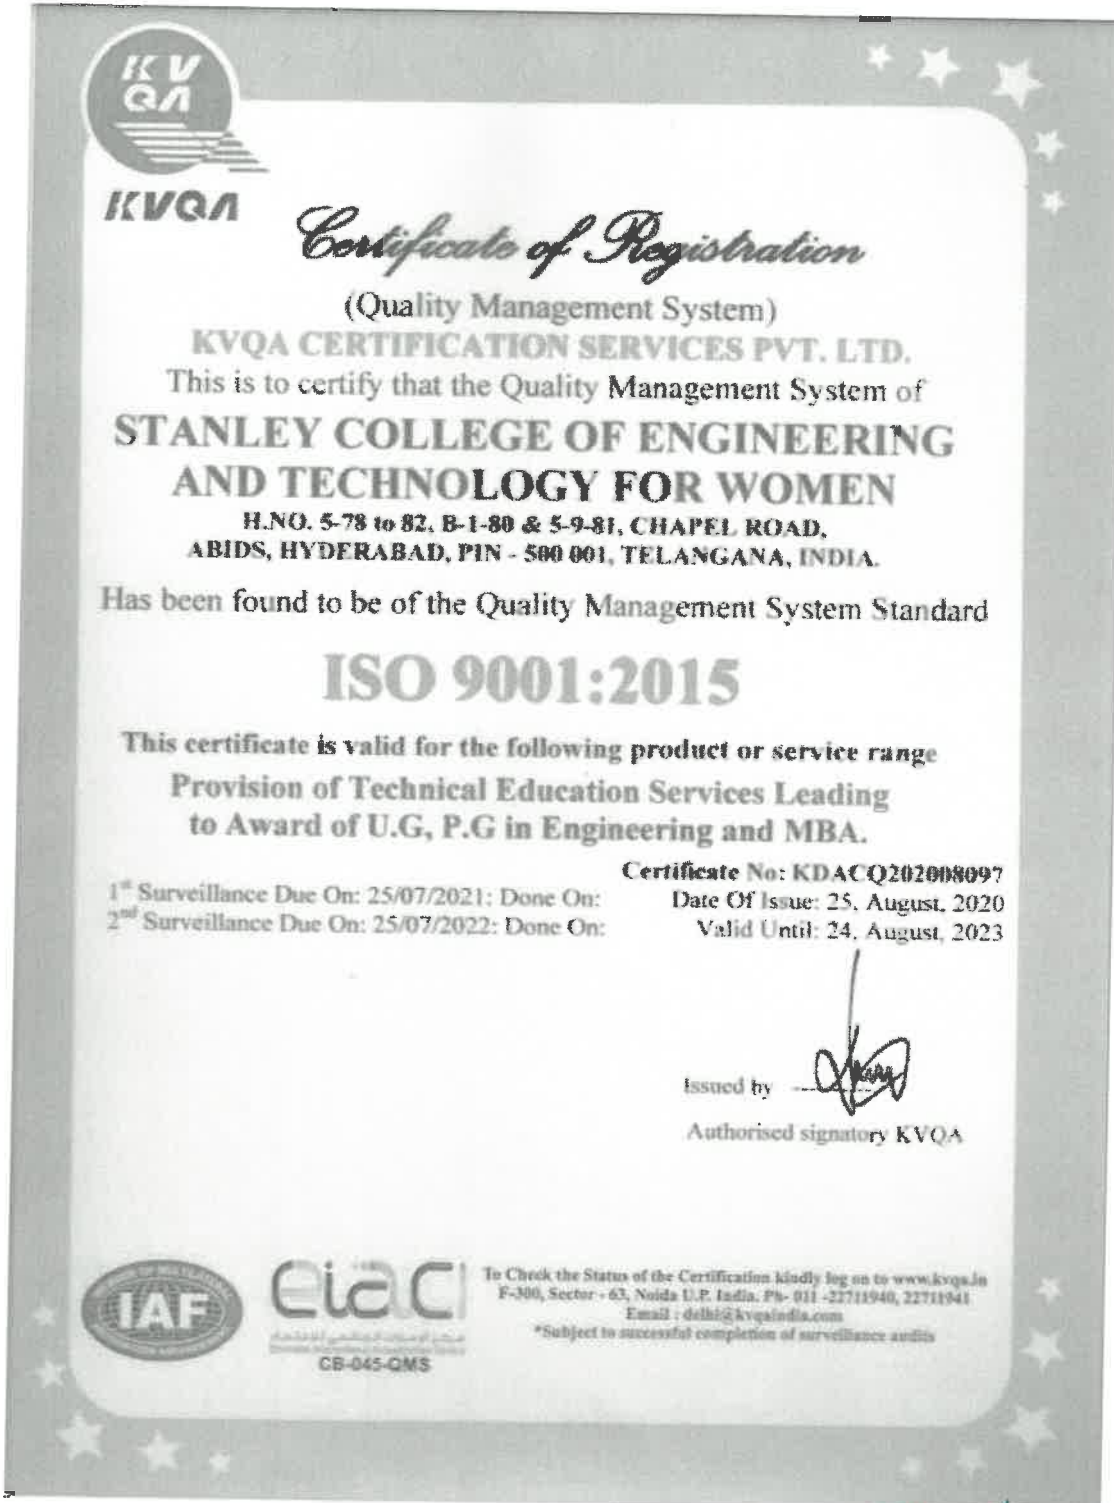 KV
QA
KVQA
Certificate of Registration
(Quality Management System)
KVQA CERTIFICATION SERVICES PVT. LTD.
This is to certify that the Quality Management System of
STANLEY COLLEGE OF ENGINEERING
AND TECHNOLOGY FOR WOMEN
H.NO. 5-78 to 82, B-1-80 & 5-9-81, CHAPEL ROAD,
ABIDS, HYDERABAD, PIN - 500 001, TELANGANA, INDIA.
Has been found to be of the Quality Management System Standard
ISO 9001:2015
This certificate is valid for the following product or service range
Provision of Technical Education Services Leading
to Award of U.G, P.G in Engineering and MBA.
Certificate No: KDACQ202008097
1st Surveillance Due On: 25/07/2021: Done On:
Date Of Issue: 25, August, 2020
2nd Surveillance Due On: 25/07/2022: Done On:
Valid Until: 24, August, 2023
Issued by
Authorised signatory KVQA
IAF
eiac
CB-045-QMS
To Check the Status of the Certification kindly log on to www.kvqa.in
F-300, Sector - 63, Noida U.P. India. Ph- 011 -22711940, 22711941
Email : delhi@kvqaindia.com
*Subject to successful completion of surveillance audits